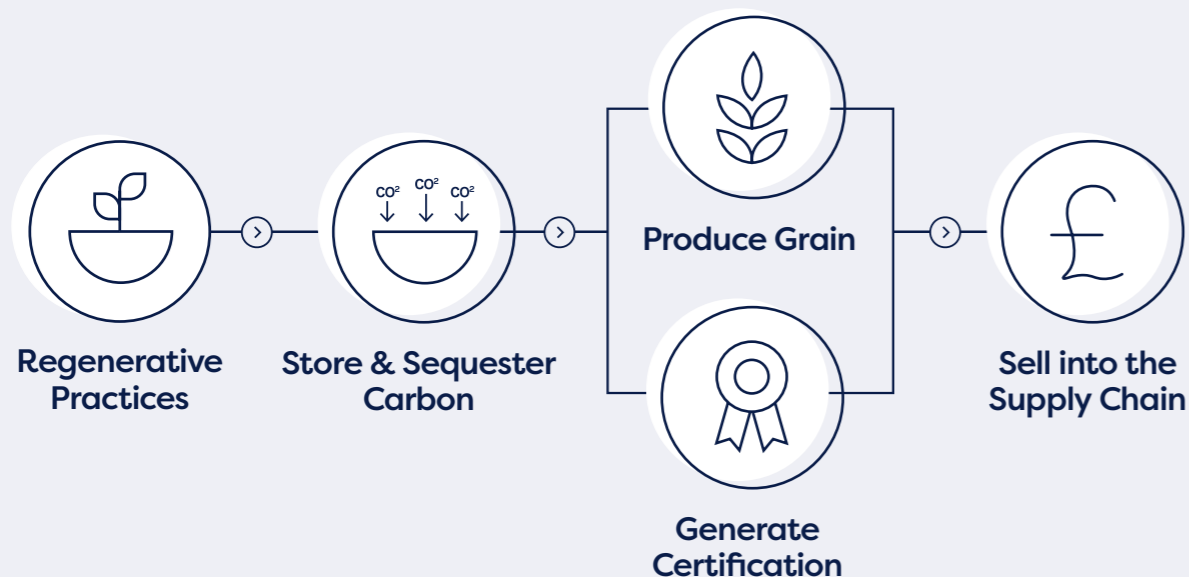 Regenerative
Practices
CO² CO² CO²
Store & Sequester
Carbon
Produce Grain
Generate
Certification
£
Sell into the
Supply Chain